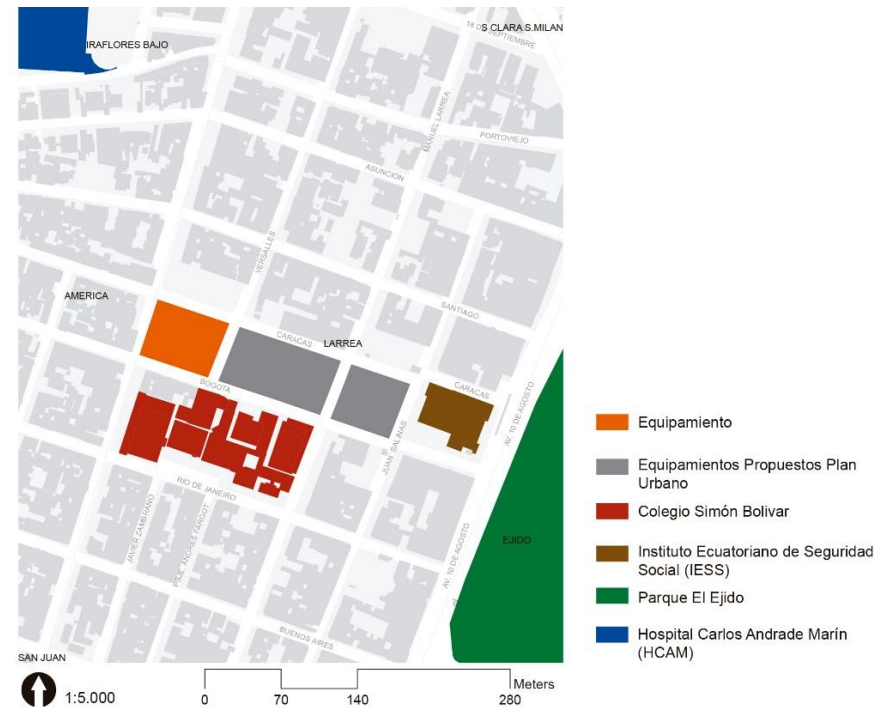 S CLARA S.MILAN
18 DE SEPTIEMBRE
IRAFLORES BAJO
MANUEL LARREA
PORTOVIEJO
ASUNCION
VERSALLES
AMERICA
SANTIAGO
CARACAS
LARREA
BOGOTA
CARACAS
AV. 10 DE AGOSTO
JUAN SALINAS
RIO DE JANEIRO
JAVIER ZAMBRANO
PSJE. ANDRES FARGOT
EJIDO
AV. 10 DE AGOSTO
BUENOS AIRES
SAN JUAN
1:5.000
0
70
140
280
Meters
Equipamiento
Equipamientos Propuestos Plan
Urbano
Colegio Simón Bolivar
Instituto Ecuatoriano de Seguridad
Social (IESS)
Parque El Ejido
Hospital Carlos Andrade Marín
(HCAM)